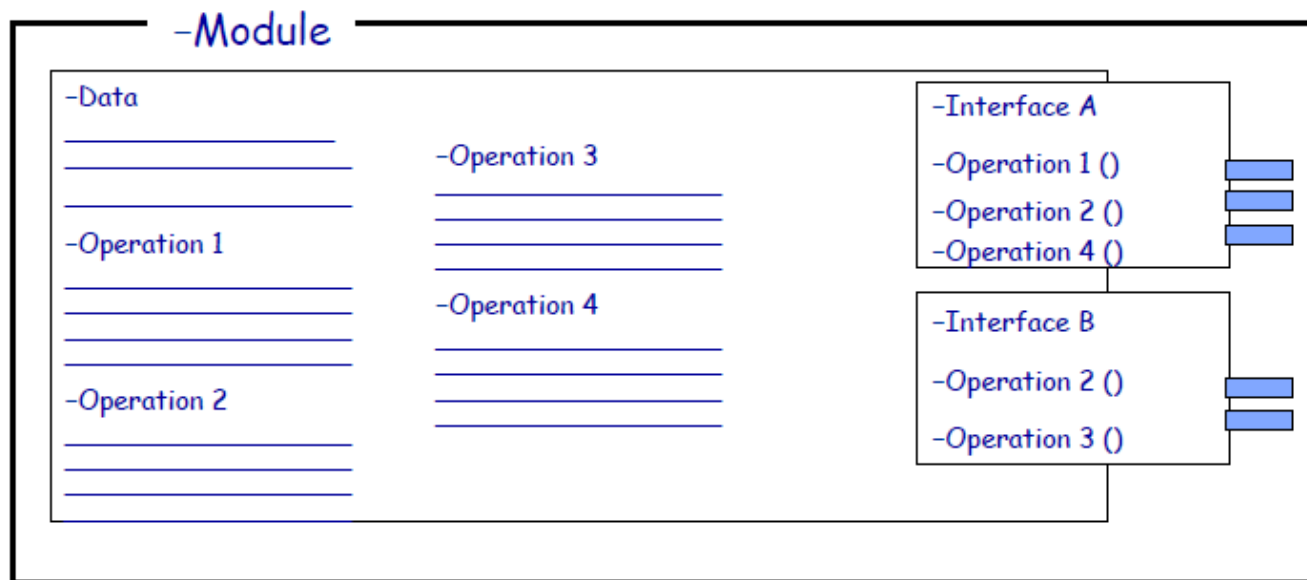 –Module
–Data
–Operation 1
–Operation 2
–Operation 3
–Operation 4
–Interface A
–Operation 1 ()
–Operation 2 ()
–Operation 4 ()
–Interface B
–Operation 2 ()
–Operation 3 ()